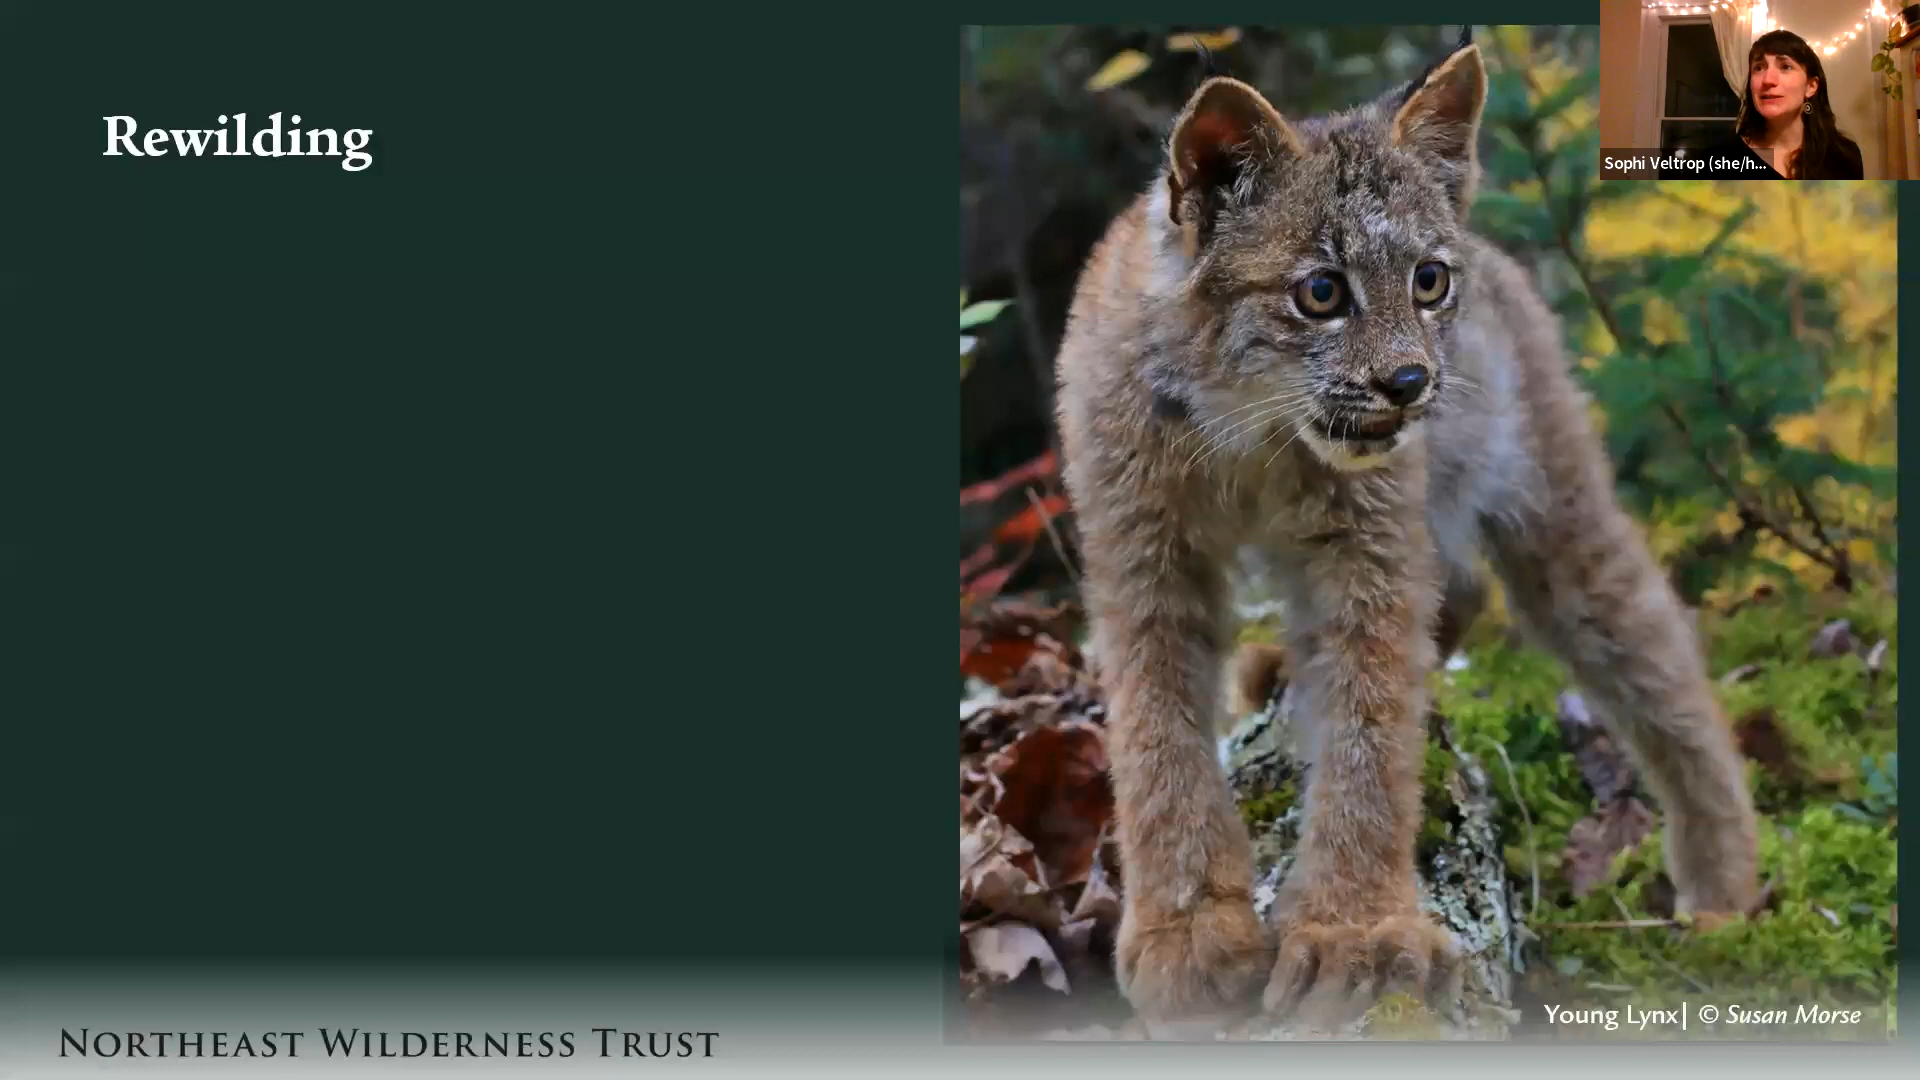 Rewilding
Sophi Veltrop (she/h...
Young Lynx| © Susan Morse
NORTHEAST WILDERNESS TRUST